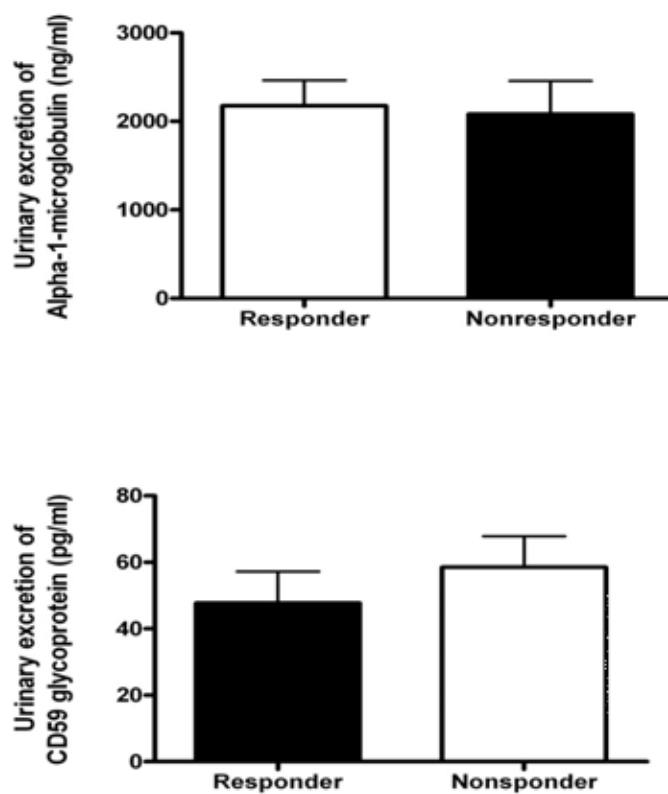 Urinary excretion of
Alpha-1-microglobulin (ng/ml)
3000
2000
1000
0
Responder Nonresponder
Urinary excretion of
CD59 glycoprotein (pg/ml)
80
60
40
20
0
Responder Nonsponder